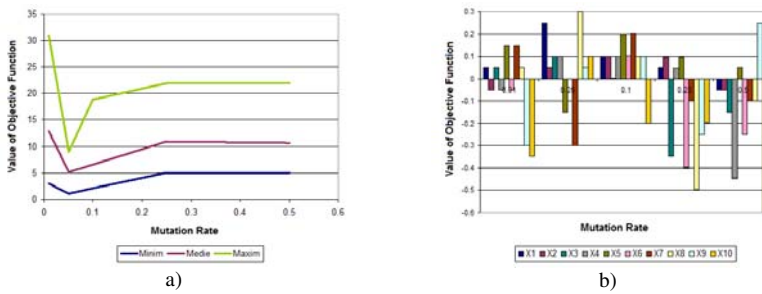 Value of Objective Function
35
30
25
20
15
10
5
0
0 0.1 0.2 0.3 0.4 0.5 0.6
Mutation Rate
Minim Medie Maxim
a)
Value of Objective Function
0.3
0.2
0.1
0
-0.1
-0.2
-0.3
-0.4
-0.5
-0.6
0.1
Mutation Rate
X1 X2 X3 X4 X5 X6 X7 X8 X9 X10
b)